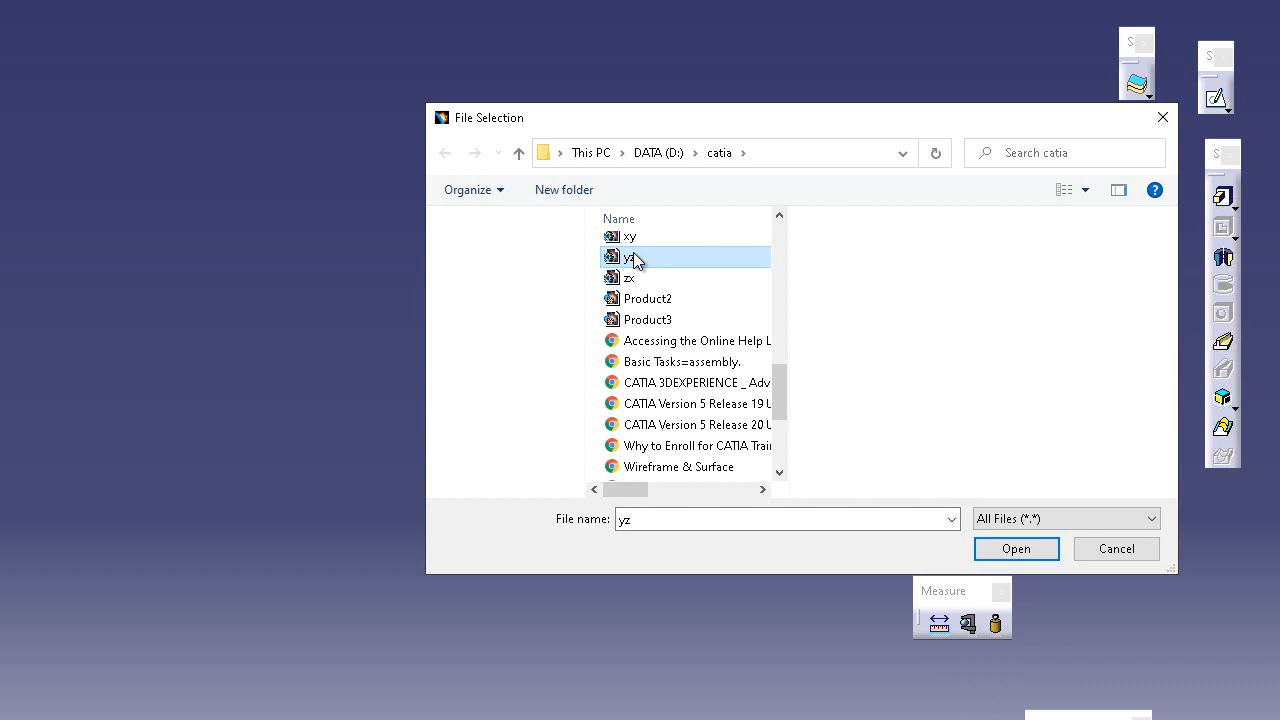 S
S
File Selection
This PC > DATA (D:) > catia >
Search catia
Organize
New folder
Name
xy
yz
zx
Product2
Product3
Accessing the Online Help L
Basic Tasks=assembly.
CATIA 3DEXPERIENCE _ Adv
CATIA Version 5 Release 19 U
CATIA Version 5 Release 20 U
Why to Enroll for CATIA Trai
Wireframe & Surface
File name:
yz
All Files (*.*)
Open
Cancel
S
Measure